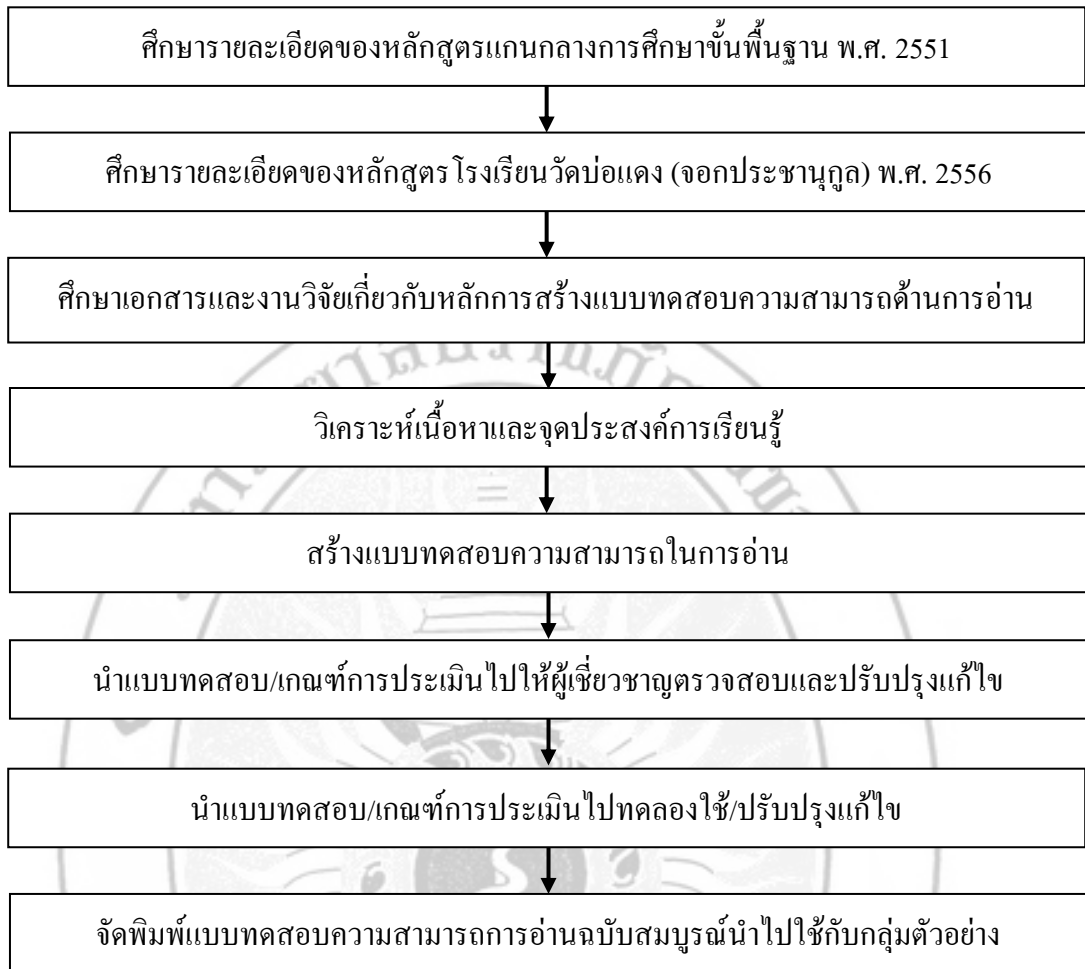 ศึกษารายละเอียดของหลักสูตรแกนกลางการศึกษาขั้นพื้นฐาน พ.ศ. 2551
ศึกษารายละเอียดของหลักสูตรโรงเรียนวัดบ่อแดง (จอกประชานุกูล) พ.ศ. 2556
ศึกษาเอกสารและงานวิจัยเกี่ยวกับหลักการสร้างแบบทดสอบความสามารถด้านการอ่าน
วิเคราะห์เนื้อหาและจุดประสงค์การเรียนรู้
สร้างแบบทดสอบความสามารถในการอ่าน
นำแบบทดสอบ/เกณฑ์การประเมินไปให้ผู้เชี่ยวชาญตรวจสอบและปรับปรุงแก้ไข
นำแบบทดสอบ/เกณฑ์การประเมินไปทดลองใช้/ปรับปรุงแก้ไข
จัดพิมพ์แบบทดสอบความสามารถการอ่านฉบับสมบูรณ์นำไปใช้กับกลุ่มตัวอย่าง